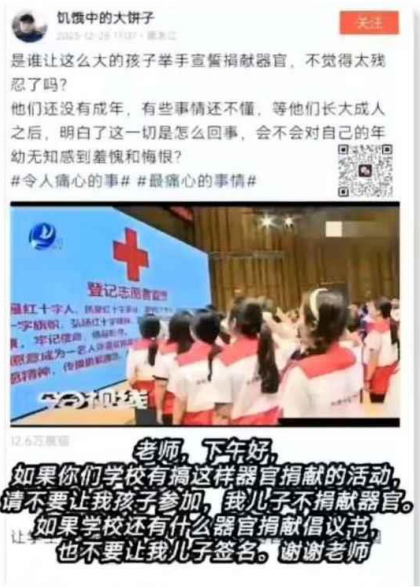 饥饿中的大饼子
关注
是谁让这么大的孩子举手宣誓捐献器官，不觉得太残
忍了吗？
他们还没有成年，有些事情还不懂，等他们长大成人
之后，明白了这一切是怎么回事，会不会对自己的年
幼无知感到羞愧和悔恨？
#令人痛心的事# #最痛心的事情#
登记志愿者宣誓
今日视线
12.6万展镜
老师，下午好，
如果你们学校有搞这样器官捐献的活动，
请不要让我孩子参加，我儿子不捐献器官。
如果学校还有什么器官捐献倡议书，
也不要让我儿子签名。谢谢老师